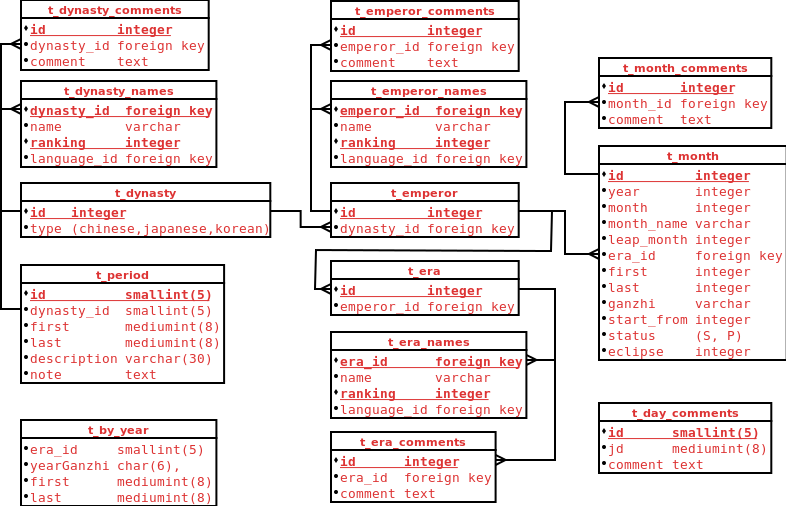 t_dynasty_comments
id integer
dynasty_id foreign key
comment text
t_dynasty_names
dynasty_id foreign key
name varchar
ranking integer
language_id foreign key
t_dynasty
id integer
type (chinese,japanese,korean)
t_period
id smallint(5)
dynasty_id smallint(5)
first mediumint(8)
last mediumint(8)
description varchar(30)
note text
t_by_year
era_id smallint(5)
yearGanzhi char(6),
first mediumint(8)
last mediumint(8)
t_emperor_comments
id integer
emperor_id foreign key
comment text
t_emperor_names
emperor_id foreign key
name varchar
ranking integer
language_id foreign key
t_emperor
id integer
dynasty_id foreign key
t_era
id integer
emperor_id foreign key
t_era_names
era_id foreign key
name varchar
ranking integer
language_id foreign key
t_era_comments
id integer
era_id foreign key
comment text
t_month_comments
id integer
month_id foreign key
comment text
t_month
id integer
year integer
month integer
month_name varchar
leap_month integer
era_id foreign key
first integer
last integer
ganzhi varchar
start_from integer
status (S, P)
eclipse integer
t_day_comments
id smallint(5)
jd mediumint(8)
comment text